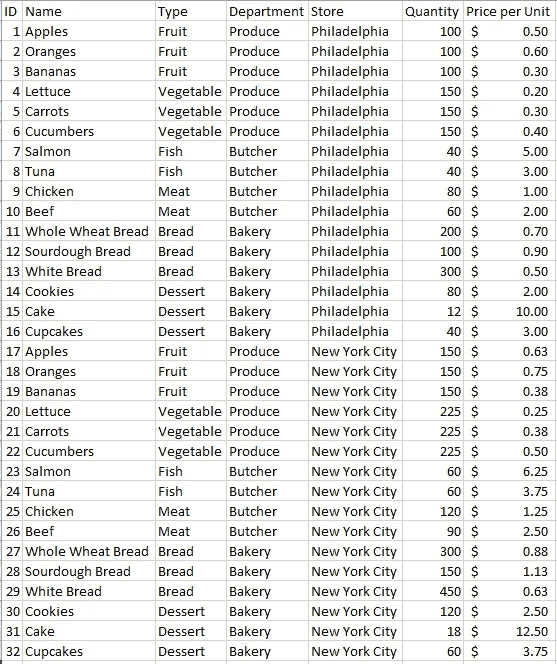 ID Name Type Department Store Quantity Price per Unit
1 Apples Fruit Produce Philadelphia 100 $ 0.50
2 Oranges Fruit Produce Philadelphia 100 $ 0.60
3 Bananas Fruit Produce Philadelphia 100 $ 0.30
4 Lettuce Vegetable Produce Philadelphia 150 $ 0.20
5 Carrots Vegetable Produce Philadelphia 150 $ 0.30
6 Cucumbers Vegetable Produce Philadelphia 150 $ 0.40
7 Salmon Fish Butcher Philadelphia 40 $ 5.00
8 Tuna Fish Butcher Philadelphia 40 $ 3.00
9 Chicken Meat Butcher Philadelphia 80 $ 1.00
10 Beef Meat Butcher Philadelphia 60 $ 2.00
11 Whole Wheat Bread Bread Bakery Philadelphia 200 $ 0.70
12 Sourdough Bread Bread Bakery Philadelphia 100 $ 0.90
13 White Bread Bread Bakery Philadelphia 300 $ 0.50
14 Cookies Dessert Bakery Philadelphia 80 $ 2.00
15 Cake Dessert Bakery Philadelphia 12 $ 10.00
16 Cupcakes Dessert Bakery Philadelphia 40 $ 3.00
17 Apples Fruit Produce New York City 150 $ 0.63
18 Oranges Fruit Produce New York City 150 $ 0.75
19 Bananas Fruit Produce New York City 150 $ 0.38
20 Lettuce Vegetable Produce New York City 225 $ 0.25
21 Carrots Vegetable Produce New York City 225 $ 0.38
22 Cucumbers Vegetable Produce New York City 225 $ 0.50
23 Salmon Fish Butcher New York City 60 $ 6.25
24 Tuna Fish Butcher New York City 60 $ 3.75
25 Chicken Meat Butcher New York City 120 $ 1.25
26 Beef Meat Butcher New York City 90 $ 2.50
27 Whole Wheat Bread Bread Bakery New York City 300 $ 0.88
28 Sourdough Bread Bread Bakery New York City 150 $ 1.13
29 White Bread Bread Bakery New York City 450 $ 0.63
30 Cookies Dessert Bakery New York City 120 $ 2.50
31 Cake Dessert Bakery New York City 18 $ 12.50
32 Cupcakes Dessert Bakery New York City 60 $ 3.75